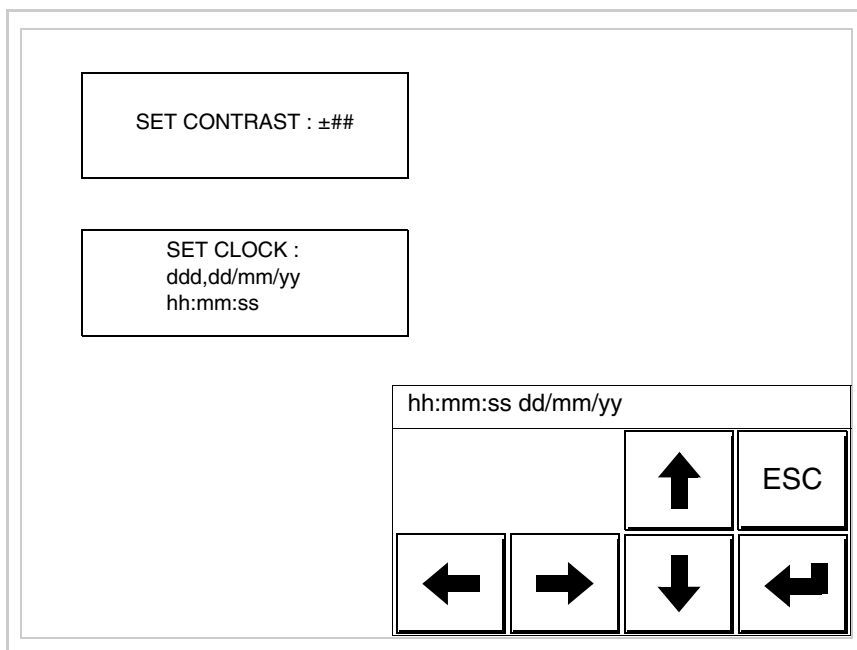 SET CONTRAST : ±##
SET CLOCK :
ddd,dd/mm/yy
hh:mm:ss
hh:mm:ss dd/mm/yy
ESC